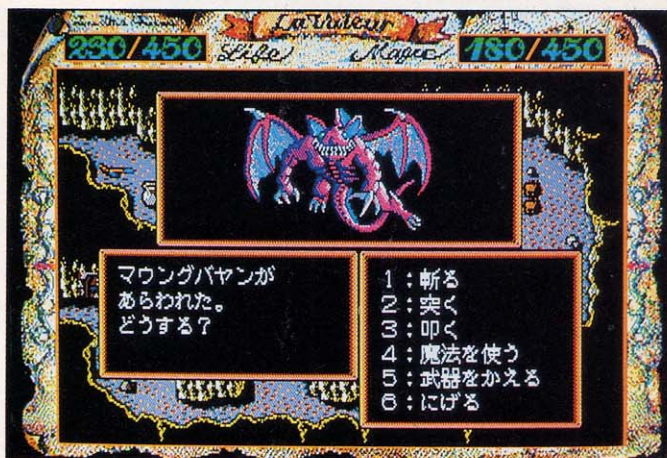 La Valeur
230/450 Life Magic 180/450
マウングバヤンが
あらわれた。
どうする？
1：斬る
2：突く
3：叩く
4：魔法を使う
5：武器をかえる
6：にげる